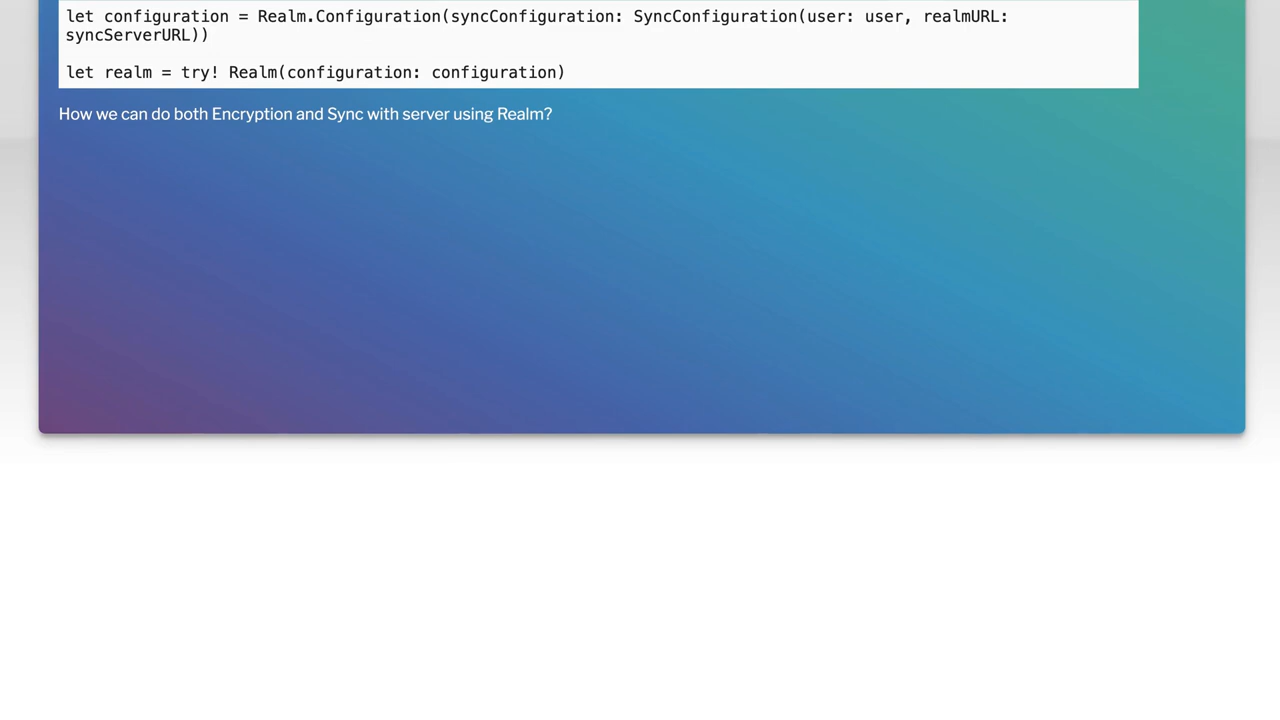 let configuration = Realm.Configuration(syncConfiguration: SyncConfiguration(user: user, realmURL:
syncServerURL))
let realm = try! Realm(configuration: configuration)
How we can do both Encryption and Sync with server using Realm?